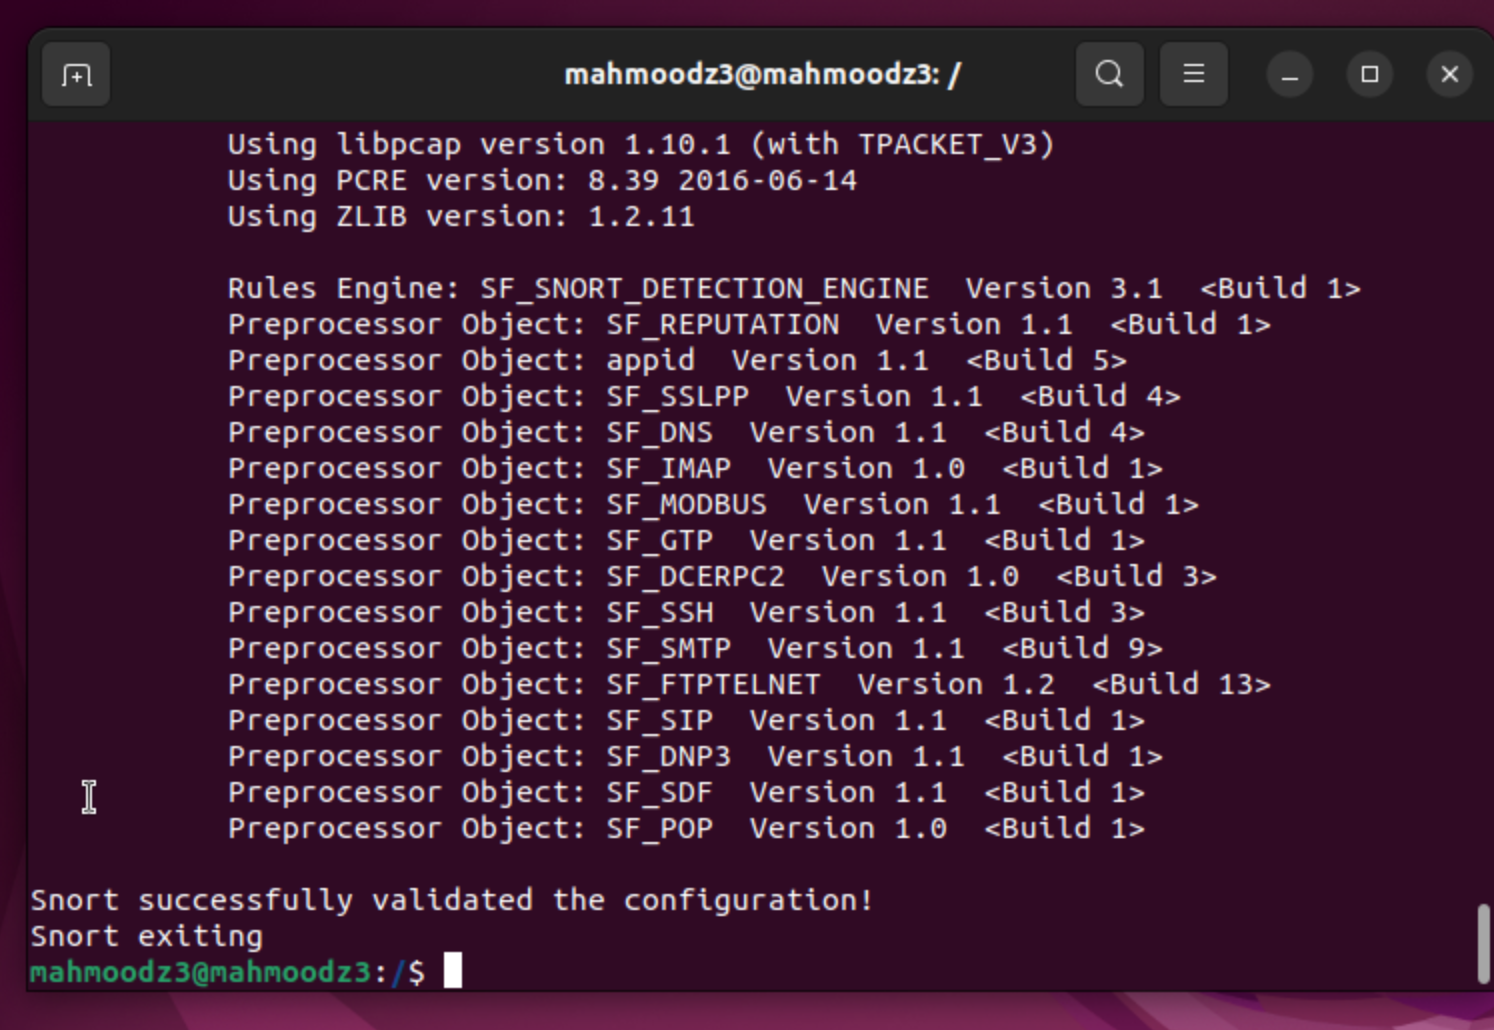 mahmoodz3@mahmoodz3: /
Using libpcap version 1.10.1 (with TPACKET_V3)
Using PCRE version: 8.39 2016-06-14
Using ZLIB version: 1.2.11
Rules Engine: SF_SNORT_DETECTION_ENGINE  Version 3.1  <Build 1>
Preprocessor Object: SF_REPUTATION  Version 1.1  <Build 1>
Preprocessor Object: appid  Version 1.1  <Build 5>
Preprocessor Object: SF_SSLPP  Version 1.1  <Build 4>
Preprocessor Object: SF_DNS  Version 1.1  <Build 4>
Preprocessor Object: SF_IMAP  Version 1.0  <Build 1>
Preprocessor Object: SF_MODBUS  Version 1.1  <Build 1>
Preprocessor Object: SF_GTP  Version 1.1  <Build 1>
Preprocessor Object: SF_DCERPC2  Version 1.0  <Build 3>
Preprocessor Object: SF_SSH  Version 1.1  <Build 3>
Preprocessor Object: SF_SMTP  Version 1.1  <Build 9>
Preprocessor Object: SF_FTPTELNET  Version 1.2  <Build 13>
Preprocessor Object: SF_SIP  Version 1.1  <Build 1>
Preprocessor Object: SF_DNP3  Version 1.1  <Build 1>
Preprocessor Object: SF_SDF  Version 1.1  <Build 1>
Preprocessor Object: SF_POP  Version 1.0  <Build 1>
Snort successfully validated the configuration!
Snort exiting
mahmoodz3@mahmoodz3:/$